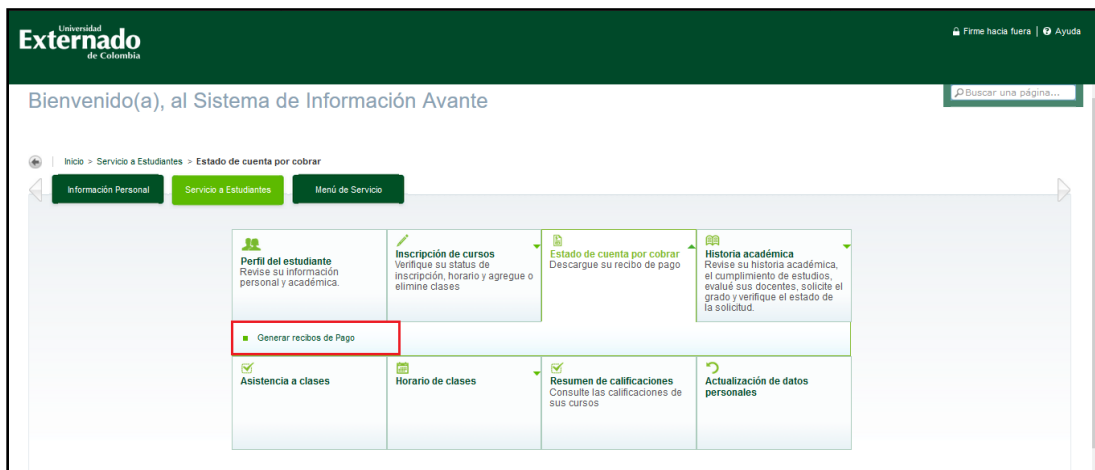 Universidad
Externado
de Colombia
Firme hacia fuera | Ayuda
Bienvenido(a), al Sistema de Información Avante
Buscar una página...
Inicio > Servicio a Estudiantes > Estado de cuenta por cobrar
Información Personal
Servicio a Estudiantes
Menú de Servicio
Perfil del estudiante
Revise su información
personal y académica.
Inscripción de cursos
Verifique su status de
inscripción, horario y agregue o
elimine clases
Estado de cuenta por cobrar
Descargue su recibo de pago
Historia académica
Revise su historia académica,
el cumplimiento de estudios,
evalué sus docentes, solicite el
grado y verifique el estado de
la solicitud.
Generar recibos de Pago
Asistencia a clases
Horario de clases
Resumen de calificaciones
Consulte las calificaciones de
sus cursos
Actualización de datos
personales